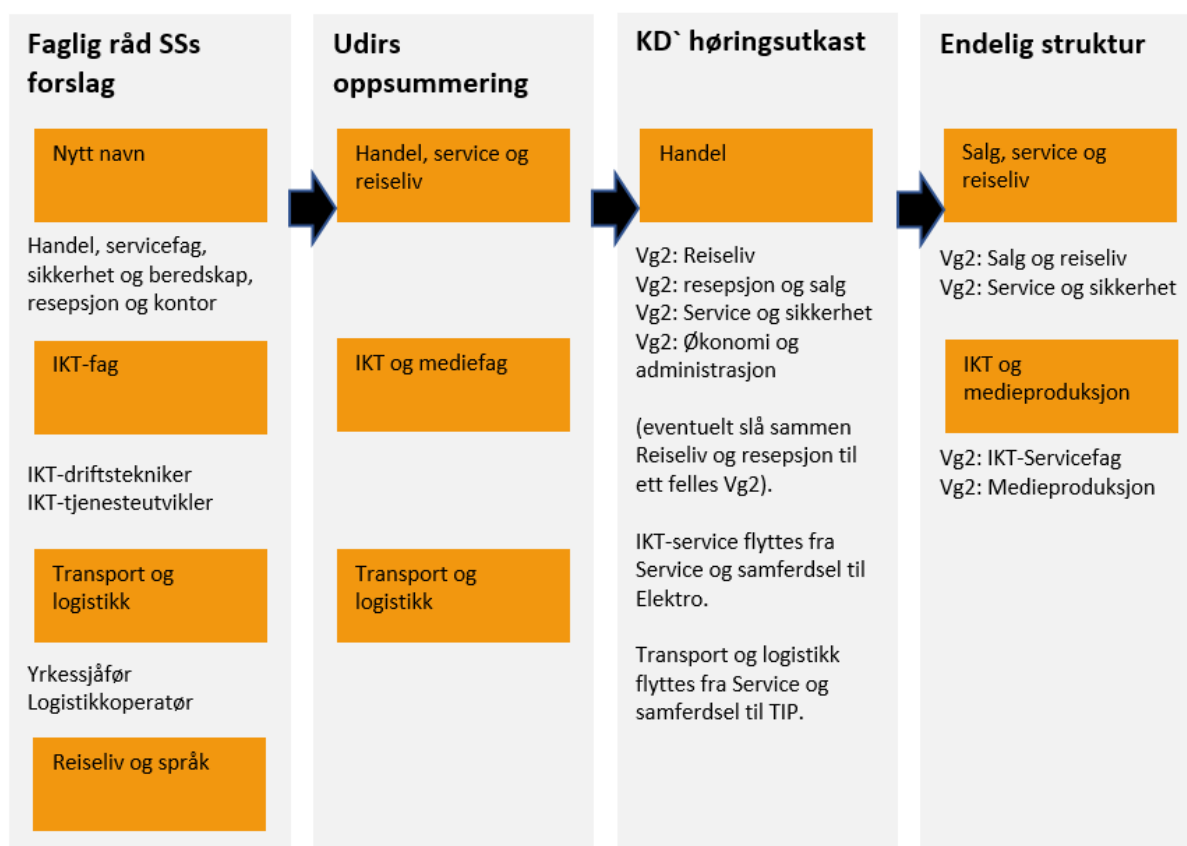 Faglig råd SSs
forslag
Nytt navn
Handel, servicefag,
sikkerhet og beredskap,
resepsjon og kontor
IKT-fag
IKT-driftstekniker
IKT-tjenesteutvikler
Transport og
logistikk
Yrkessjåfør
Logistikkoperatør
Reiseliv og språk
Udirs
oppsummering
Handel, service og
reiseliv
IKT og mediefag
Transport og
logistikk
KD` høringsutkast
Handel
Vg2: Reiseliv
Vg2: resepsjon og salg
Vg2: Service og sikkerhet
Vg2: Økonomi og
administrasjon
(eventuelt slå sammen
Reiseliv og resepsjon til
ett felles Vg2).
IKT-service flyttes fra
Service og samferdsel til
Elektro.
Transport og logistikk
flyttes fra Service og
samferdsel til TIP.
Endelig struktur
Salg, service og
reiseliv
Vg2: Salg og reiseliv
Vg2: Service og sikkerhet
IKT og
medieproduksjon
Vg2: IKT-Servicefag
Vg2: Medieproduksjon